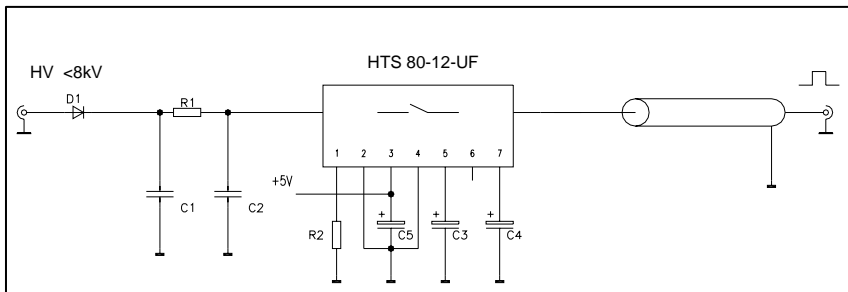 HTS 80-12-UF
HV <8kV
D1
R1
1 2 3 4 5 6 7
+5V
C1 C2
R2
+ C5
+ C3
+ C4